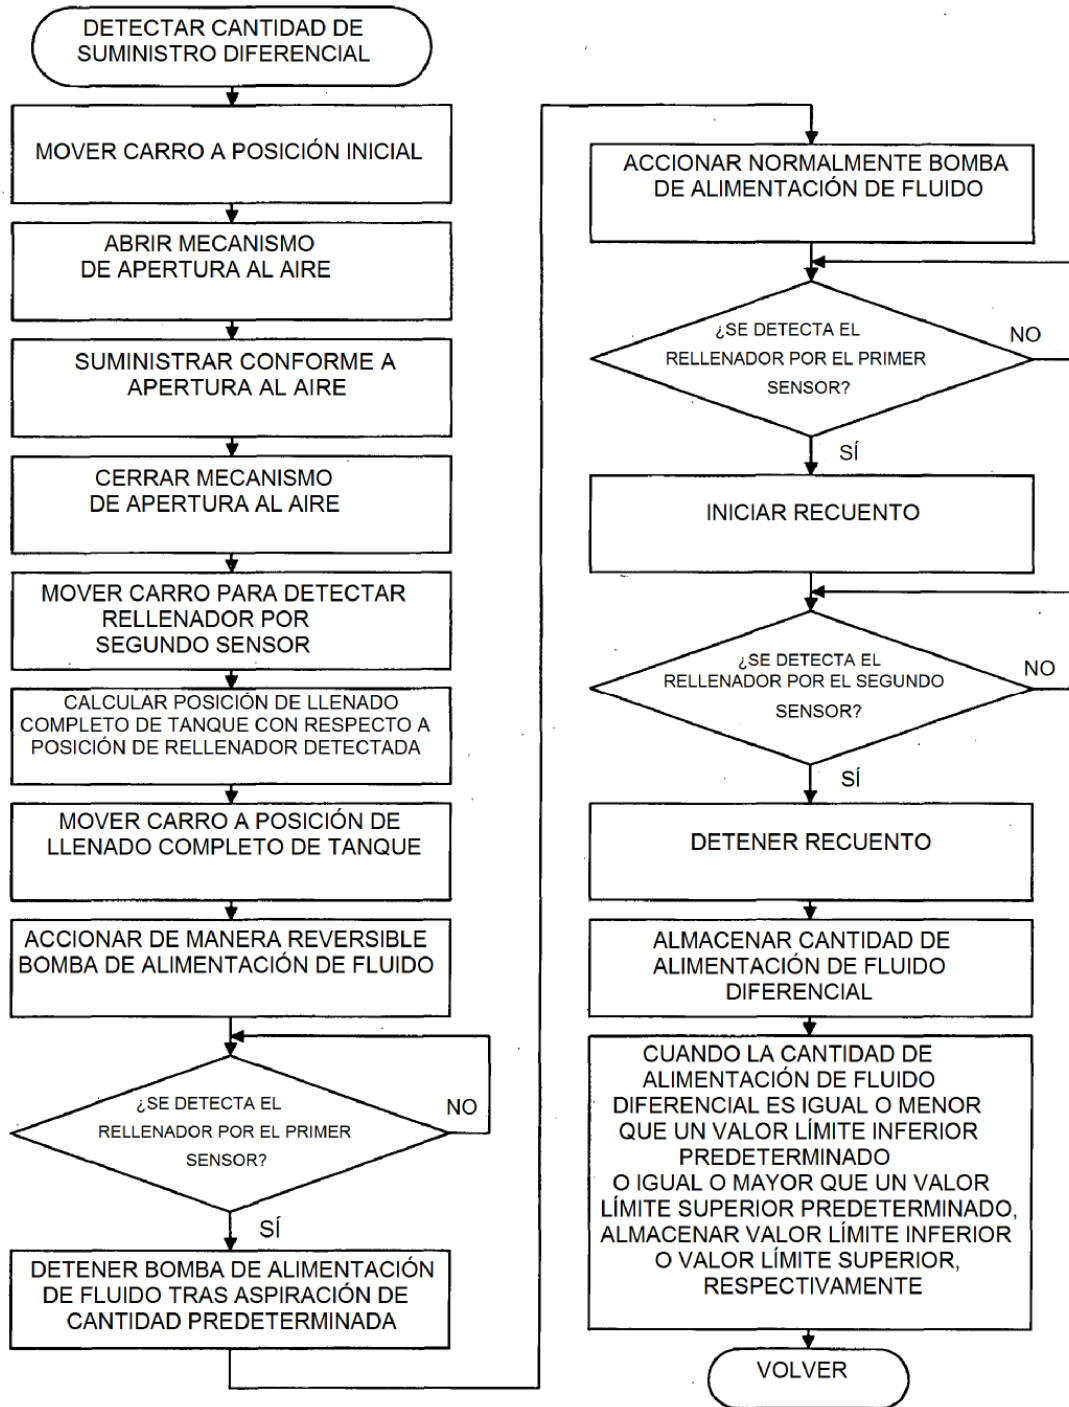 DETECTAR CANTIDAD DE
SUMINISTRO DIFERENCIAL
MOVER CARRO A POSICIÓN INICIAL
ABRIR MECANISMO
DE APERTURA AL AIRE
SUMINISTRAR CONFORME A
APERTURA AL AIRE
CERRAR MECANISMO
DE APERTURA AL AIRE
MOVER CARRO PARA DETECTAR
RELLENADOR POR
SEGUNDO SENSOR
CALCULAR POSICIÓN DE LLENADO
COMPLETO DE TANQUE CON RESPECTO A
POSICIÓN DE RELLENADOR DETECTADA
MOVER CARRO A POSICIÓN DE
LLENADO COMPLETO DE TANQUE
ACCIONAR DE MANERA REVERSIBLE
BOMBA DE ALIMENTACIÓN DE FLUIDO
¿SE DETECTA EL
RELLENADOR POR EL PRIMER
SENSOR?
NO
SÍ
DETENER BOMBA DE ALIMENTACIÓN
DE FLUIDO TRAS ASPIRACIÓN DE
CANTIDAD PREDETERMINADA
ACCIONAR NORMALMENTE BOMBA
DE ALIMENTACIÓN DE FLUIDO
¿SE DETECTA EL
RELLENADOR POR EL PRIMER
SENSOR?
NO
SÍ
INICIAR RECUENTO
¿SE DETECTA EL
RELLENADOR POR EL SEGUNDO
SENSOR?
NO
SÍ
DETENER RECUENTO
ALMACENAR CANTIDAD DE
ALIMENTACIÓN DE FLUIDO
DIFERENCIAL
CUANDO LA CANTIDAD DE
ALIMENTACIÓN DE FLUIDO
DIFERENCIAL ES IGUAL O MENOR
QUE UN VALOR LÍMITE INFERIOR
PREDETERMINADO
O IGUAL O MAYOR QUE UN VALOR
LÍMITE SUPERIOR PREDETERMINADO,
ALMACENAR VALOR LÍMITE INFERIOR
O VALOR LÍMITE SUPERIOR,
RESPECTIVAMENTE
VOLVER